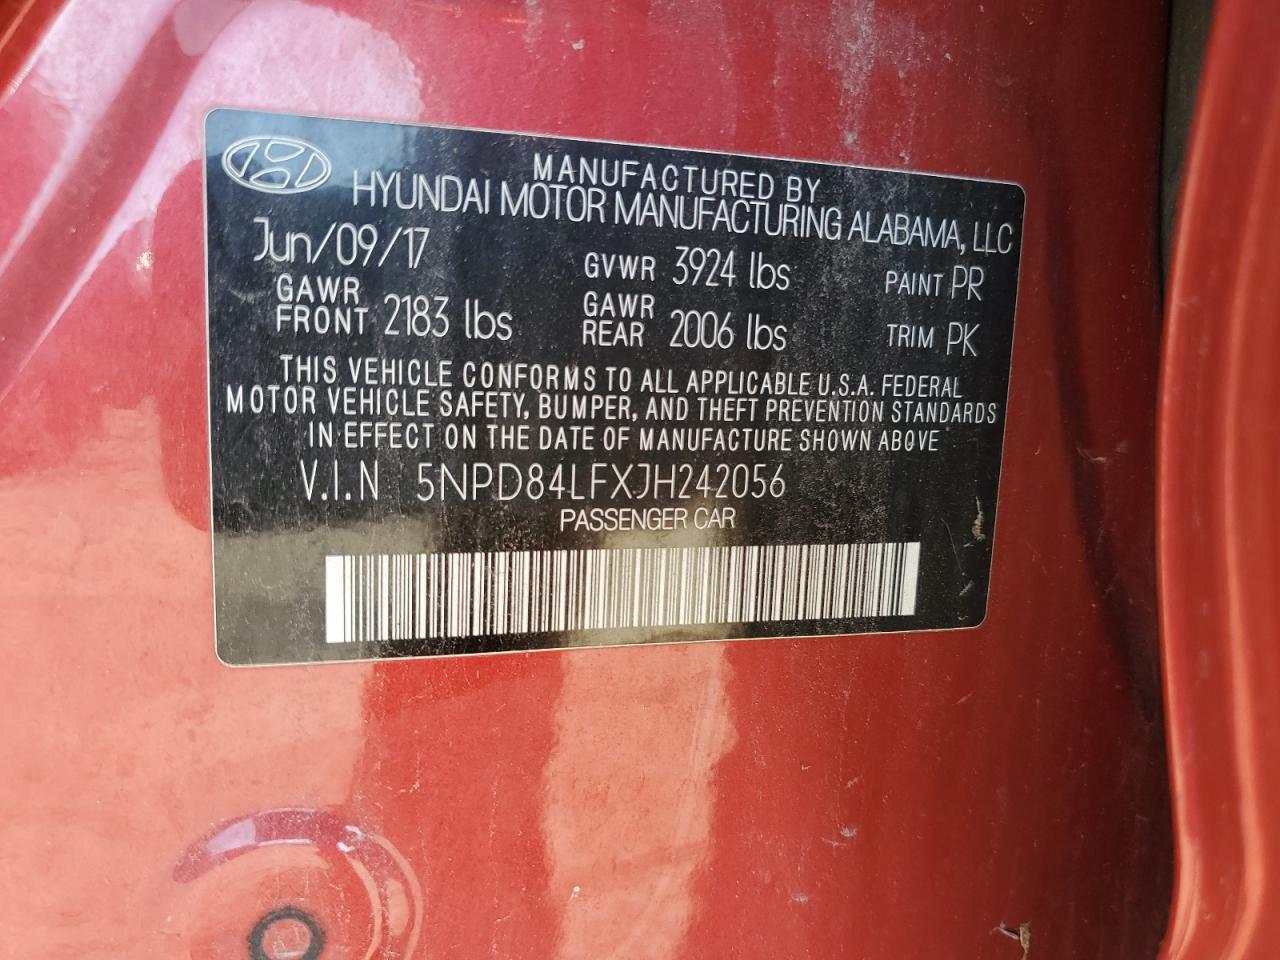 MANUFACTURED BY
HYUNDAI MOTOR MANUFACTURING ALABAMA, LLC
Jun/09/17 GVWR 3924 lbs PAINT PR
GAWR FRONT 2183 lbs GAWR REAR 2006 lbs TRIM PK
THIS VEHICLE CONFORMS TO ALL APPLICABLE U.S.A. FEDERAL
MOTOR VEHICLE SAFETY, BUMPER, AND THEFT PREVENTION STANDARDS
IN EFFECT ON THE DATE OF MANUFACTURE SHOWN ABOVE
V.I.N 5NPD84LFXJH242056
PASSENGER CAR